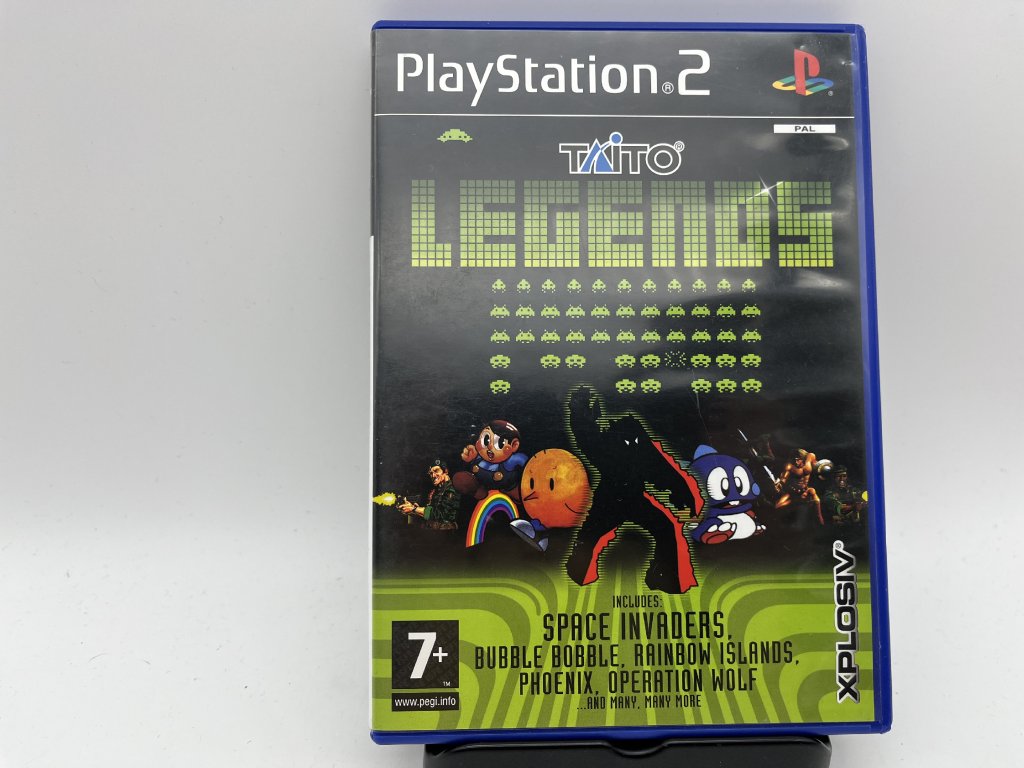 PlayStation®2
PAL
TAITO®
LEGENDS
INCLUDES:
SPACE INVADERS,
BUBBLE BOBBLE, RAINBOW ISLANDS,
PHOENIX, OPERATION WOLF
...AND MANY, MANY MORE
7+
™
www.pegi.info
XPLOSIV®